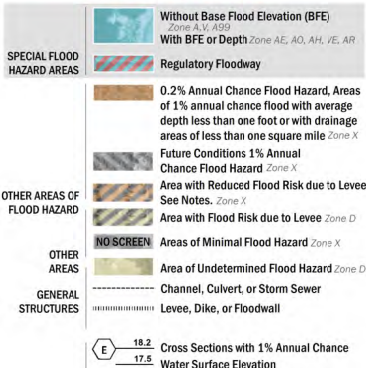 Without Base Flood Elevation (BFE)
Zone A,V, A99
With BFE or Depth Zone AE, AO, AH, VE, AR
SPECIAL FLOOD
HAZARD AREAS
Regulatory Floodway
0.2% Annual Chance Flood Hazard, Areas
of 1% annual chance flood with average
depth less than one foot or with drainage
areas of less than one square mile Zone X
Future Conditions 1% Annual
Chance Flood Hazard Zone X
OTHER AREAS OF
FLOOD HAZARD
Area with Reduced Flood Risk due to Levee
See Notes. Zone X
Area with Flood Risk due to Levee Zone D
NO SCREEN Areas of Minimal Flood Hazard Zone X
OTHER
AREAS
Area of Undetermined Flood Hazard Zone D
GENERAL
STRUCTURES
Channel, Culvert, or Storm Sewer
Levee, Dike, or Floodwall
E 18.2 Cross Sections with 1% Annual Chance
17.5 Water Surface Elevation